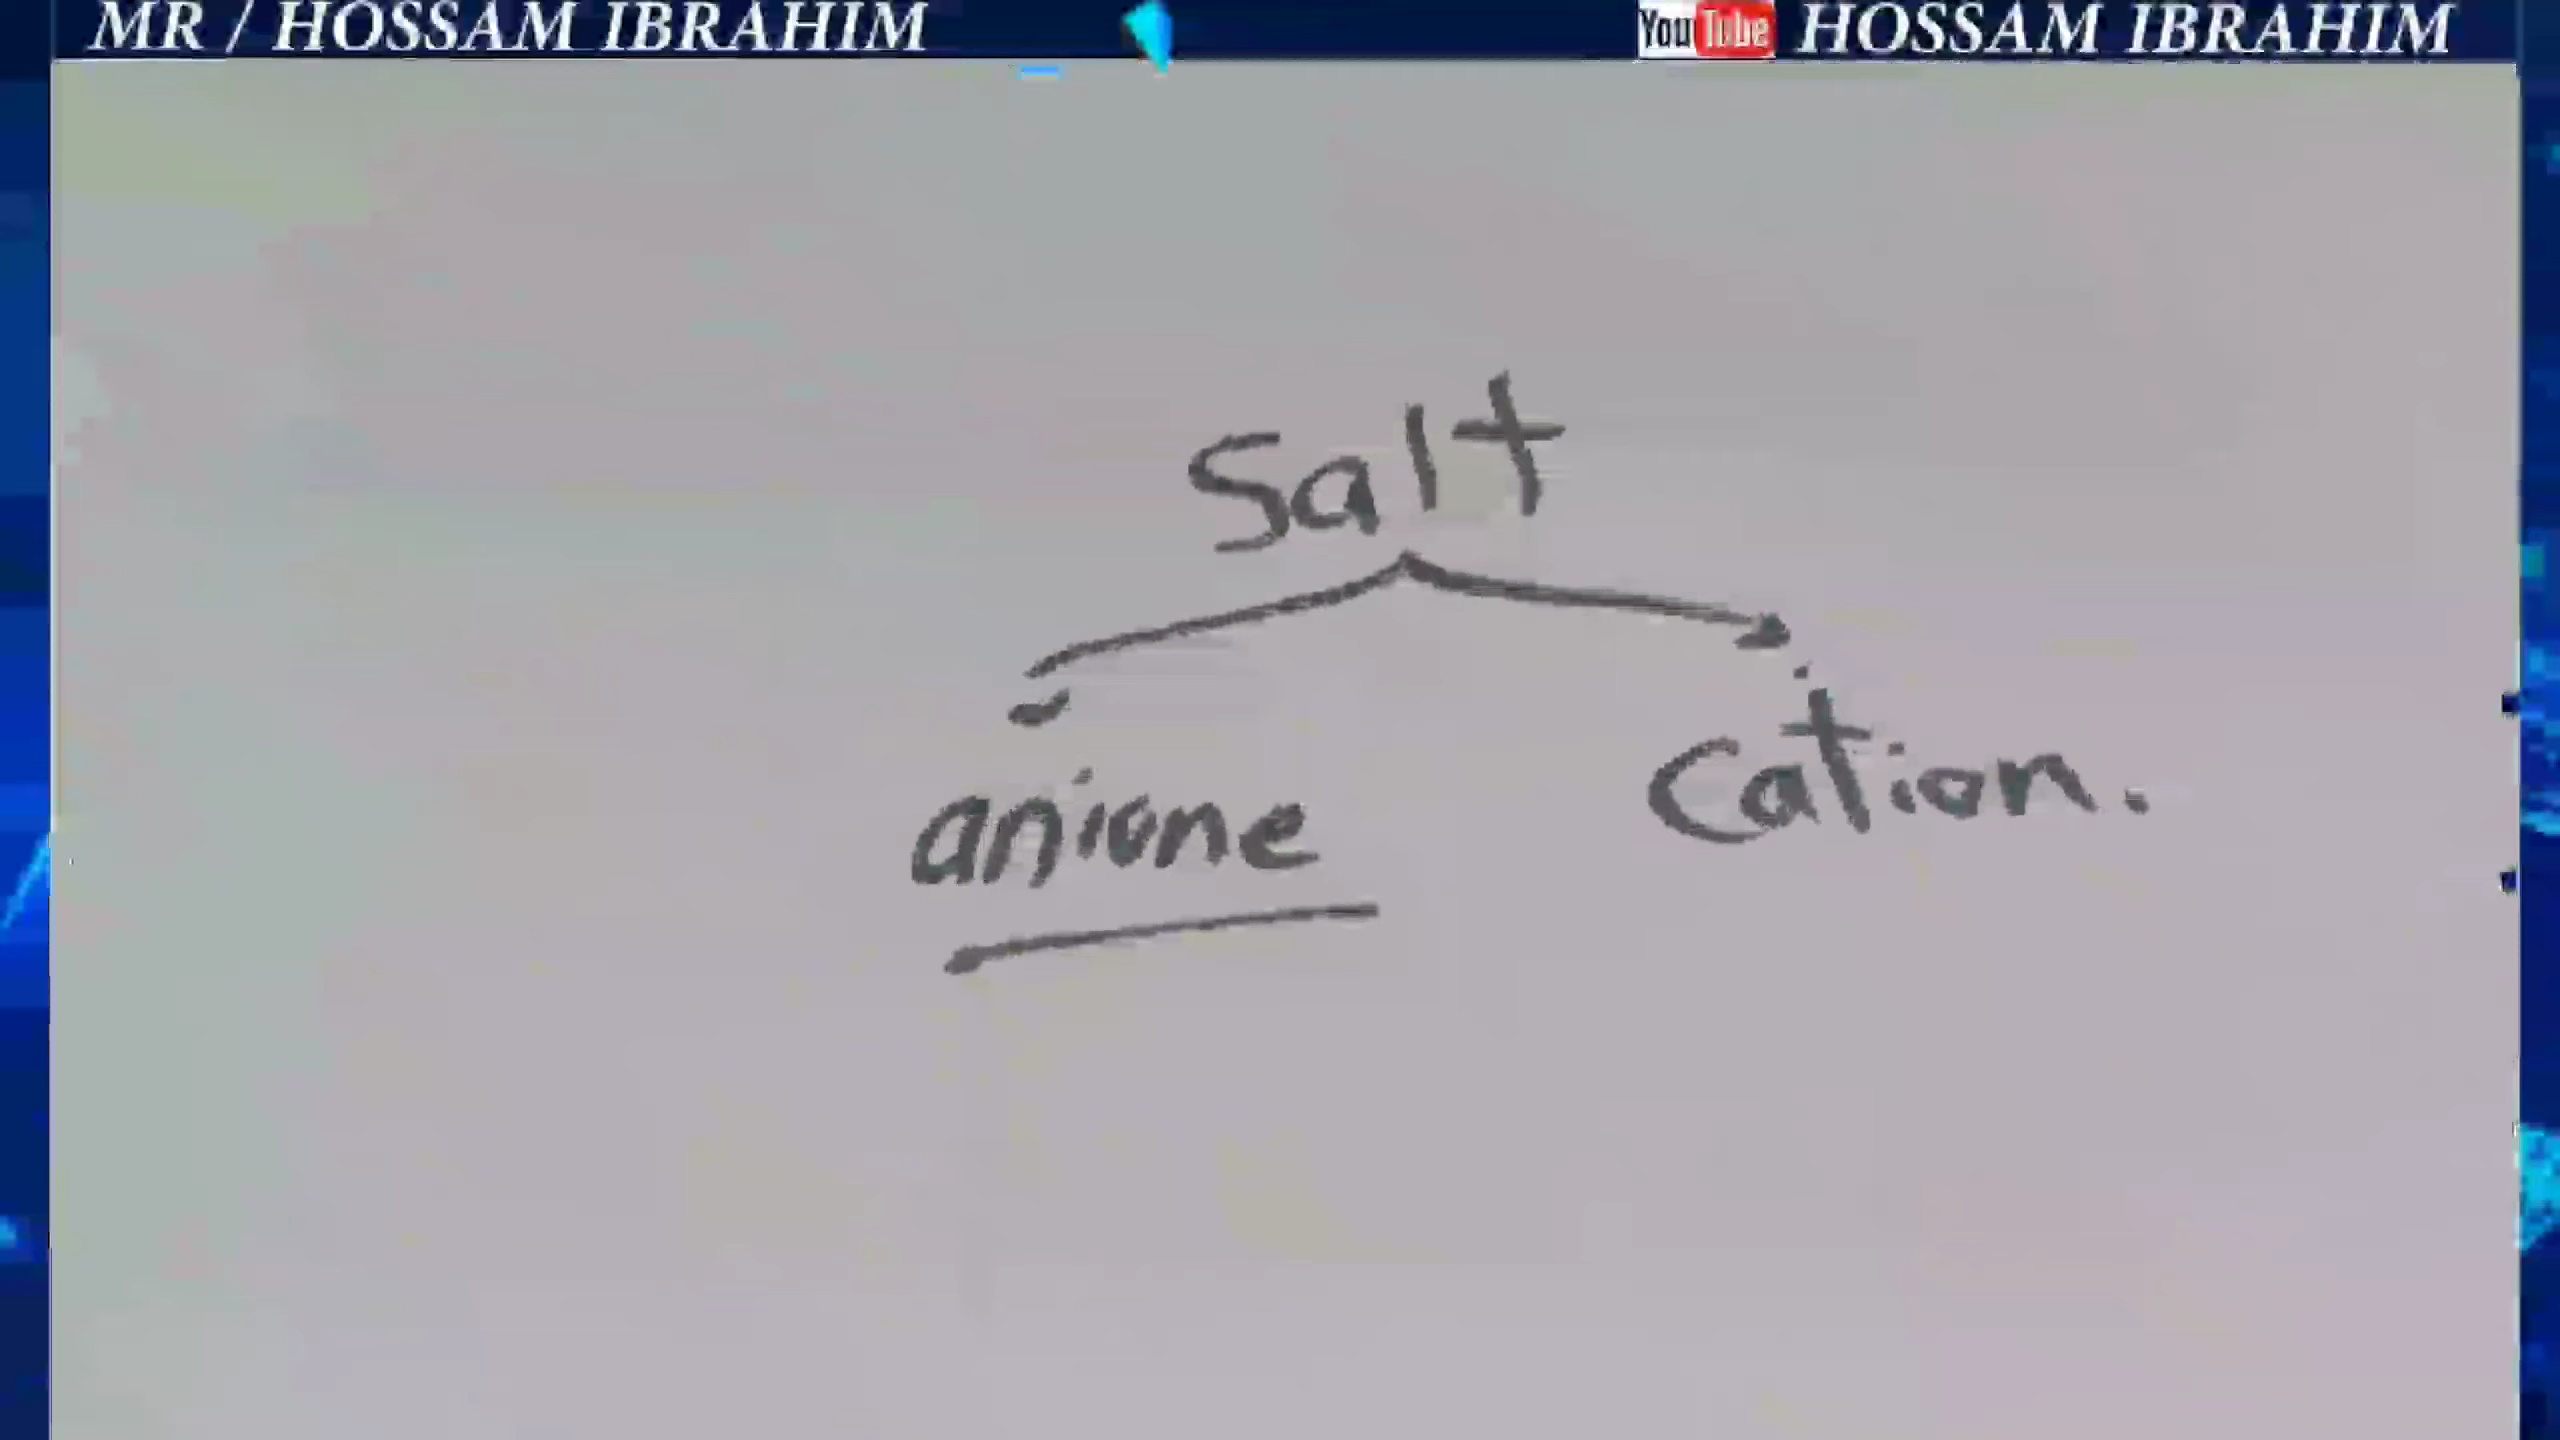 MR / HOSSAM IBRAHIM
YouTube HOSSAM IBRAHIM
Salt
anione
Cation.